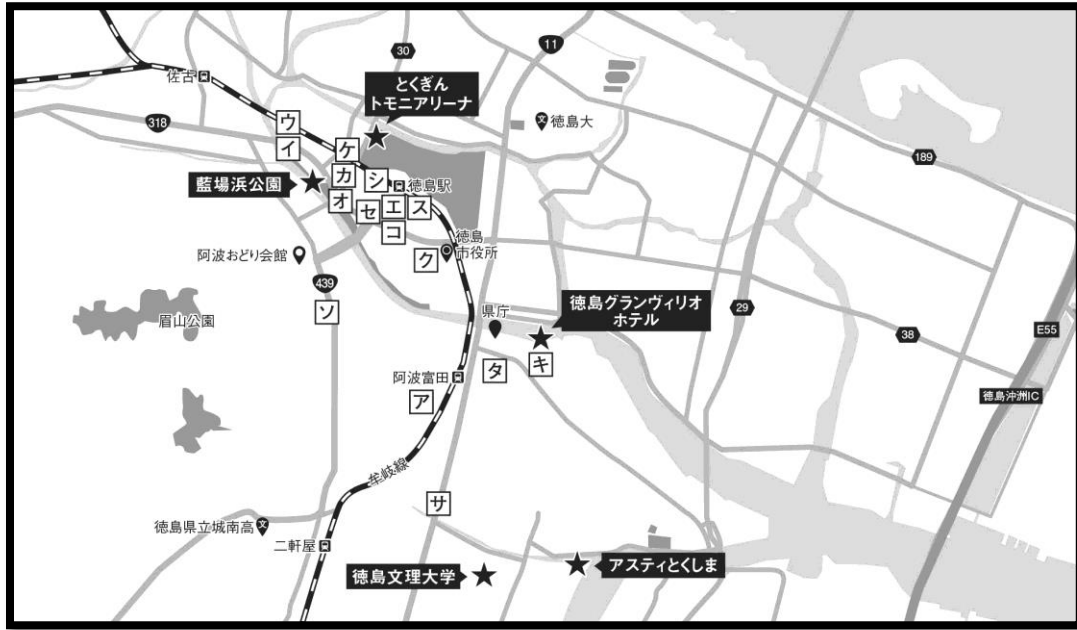 11
30
佐古
とくぎん
トモニアリーナ
文
徳島大
318
ウ
イ
ケ
189
カ
シ
徳島駅
藍場浜公園
オ
セ
エ
ス
コ
徳島
市役所
阿波おどり会館
ク
439
徳島グランヴィリオ
ホテル
29
ソ
眉山公園
県庁
E55
38
キ
タ
阿波富田
徳島沖洲IC
ア
牟岐線
サ
徳島県立城南高
文
二軒屋
徳島文理大学
アスティとくしま